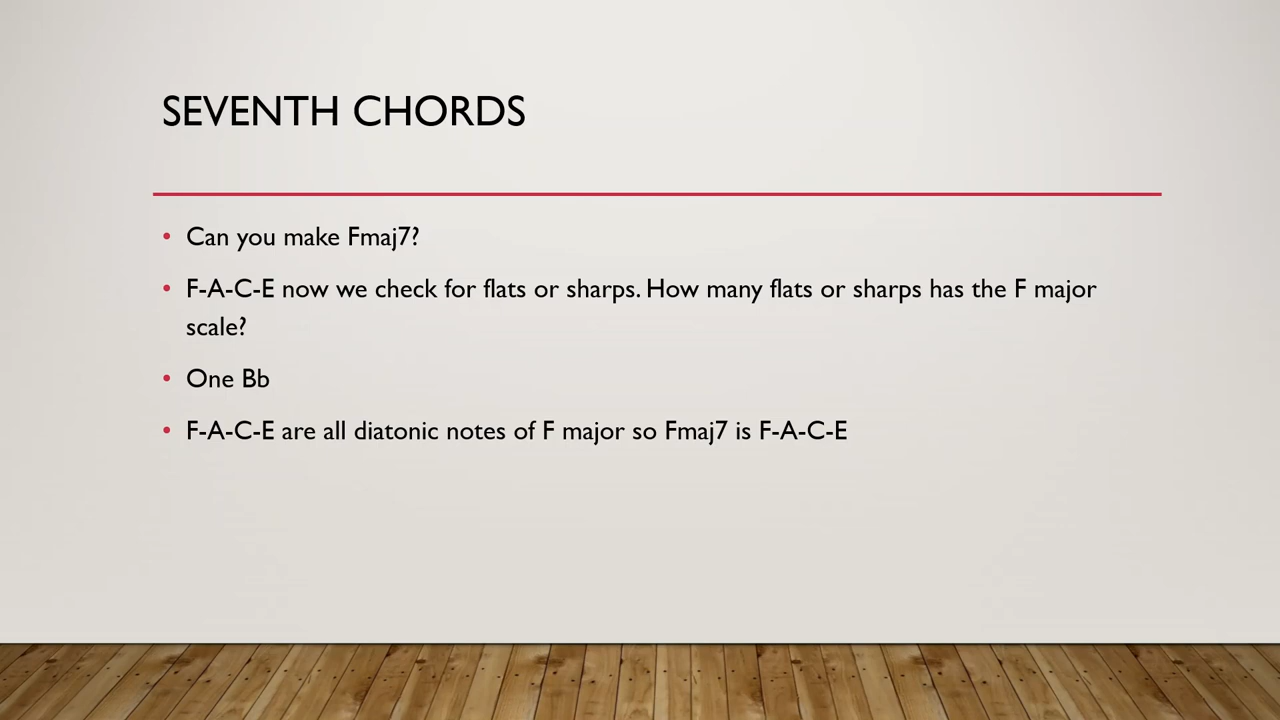 SEVENTH CHORDS
• Can you make Fmaj7?
• F-A-C-E now we check for flats or sharps. How many flats or sharps has the F major
scale?
• One Bb
• F-A-C-E are all diatonic notes of F major so Fmaj7 is F-A-C-E